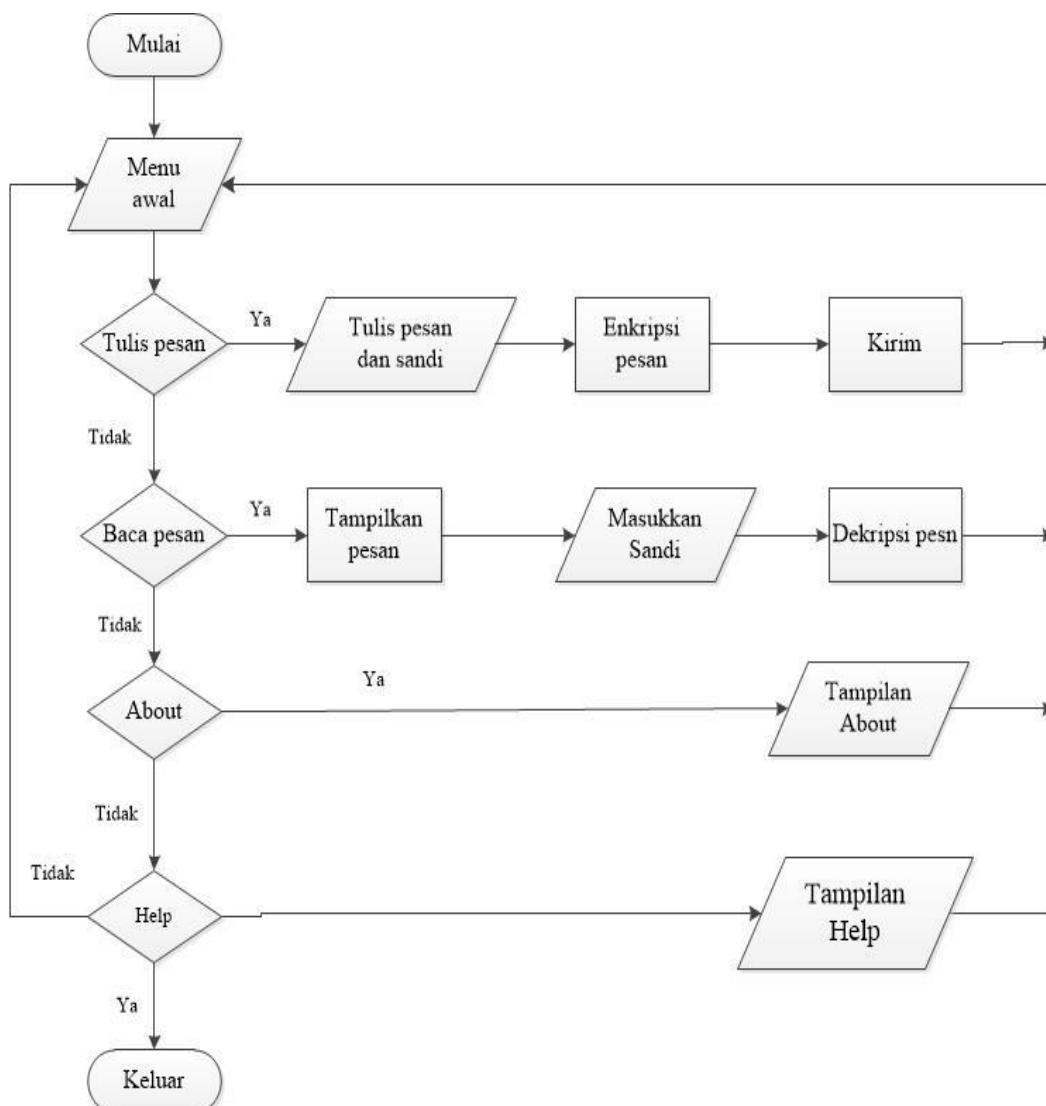 Mulai
Menu
awal
Tulis pesan
Ya
Tulis pesan
dan sandi
Enkripsi
pesan
Kirim
Tidak
Baca pesan
Ya
Tampilkan
pesan
Masukkan
Sandi
Dekripsi pesn
Tidak
About
Ya
Tampilan
About
Tidak
Tidak
Help
Tampilan
Help
Ya
Keluar